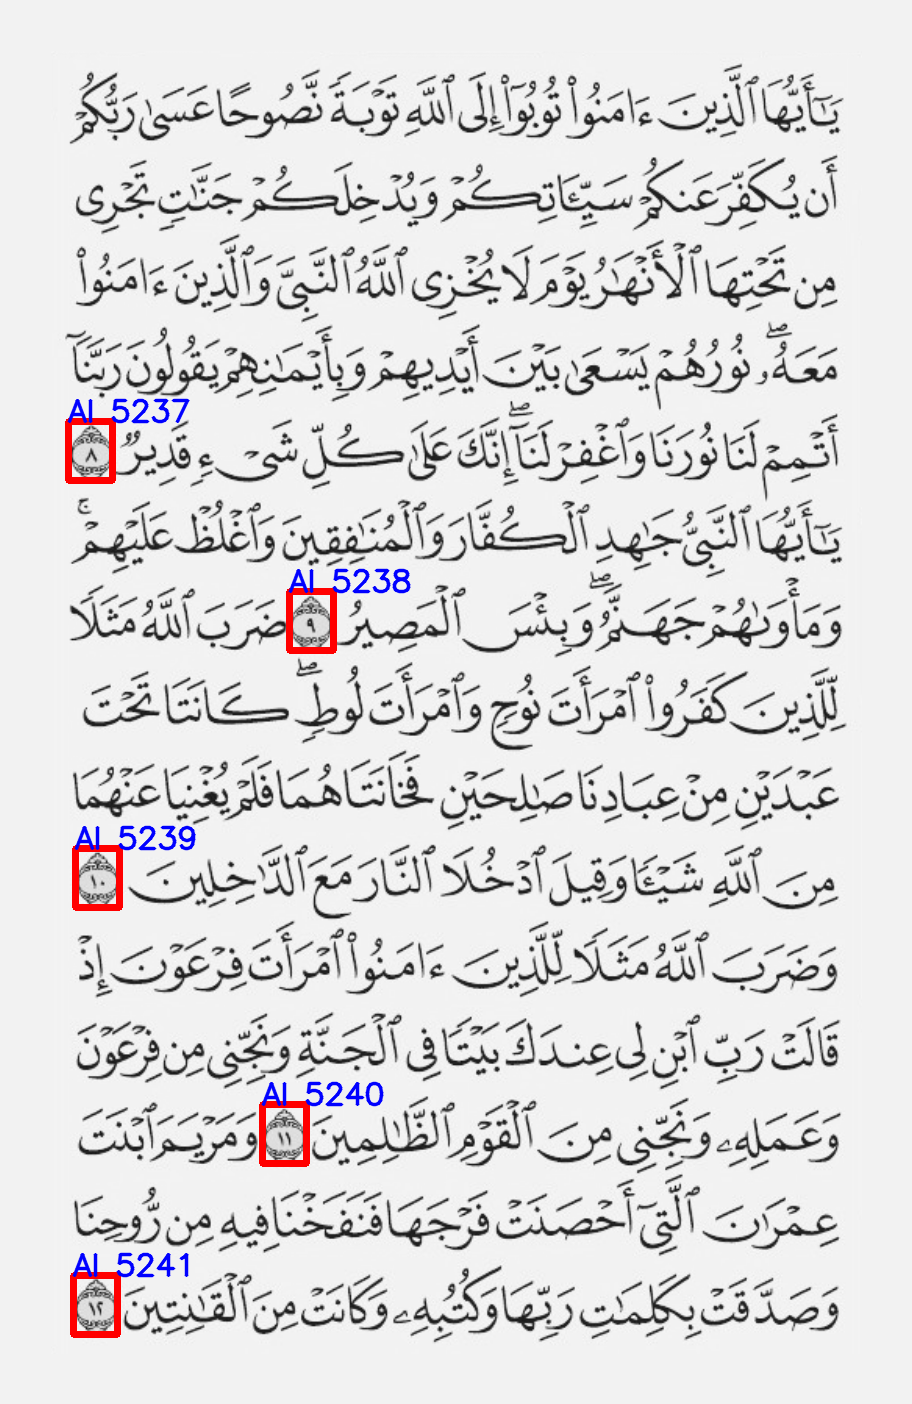 يَـٰٓأَيُّهَا ٱلَّذِينَ ءَامَنُوا۟ تُوبُوٓا۟ إِلَى ٱللَّهِ تَوْبَةً نَّصُوحًا عَسَىٰ رَبُّكُمْ
أَن يُكَفِّرَ عَنكُمْ سَيِّـَٔاتِكُمْ وَيُدْخِلَكُمْ جَنَّـٰتٍ تَجْرِى
مِن تَحْتِهَا ٱلْأَنْهَـٰرُ يَوْمَ لَا يُخْزِى ٱللَّهُ ٱلنَّبِىَّ وَٱلَّذِينَ ءَامَنُوا۟
مَعَهُۥ ۖ نُورُهُمْ يَسْعَىٰ بَيْنَ أَيْدِيهِمْ وَبِأَيْمَـٰنِهِمْ يَقُولُونَ رَبَّنَآ
AI_5237
أَتْمِمْ لَنَا نُورَنَا وَٱغْفِرْ لَنَآ ۖ إِنَّكَ عَلَىٰ كُلِّ شَىْءٍ قَدِيرٌ ٨
يَـٰٓأَيُّهَا ٱلنَّبِىُّ جَـٰهِدِ ٱلْكُفَّارَ وَٱلْمُنَـٰفِقِينَ وَٱغْلُظْ عَلَيْهِمْ ۚ
AI_5238
وَمَأْوَىٰهُمْ جَهَنَّمُ ۖ وَبِئْسَ ٱلْمَصِيرُ ٩ ضَرَبَ ٱللَّهُ مَثَلًا
لِّلَّذِينَ كَفَرُوا۟ ٱمْرَأَتَ نُوحٍ وَٱمْرَأَتَ لُوطٍ ۖ كَانَتَا تَحْتَ
عَبْدَيْنِ مِنْ عِبَادِنَا صَـٰلِحَيْنِ فَخَانَتَاهُمَا فَلَمْ يُغْنِيَا عَنْهُمَا
AI_5239
مِنَ ٱللَّهِ شَيْـًٔا وَقِيلَ ٱدْخُلَا ٱلنَّارَ مَعَ ٱلدَّٰخِلِينَ ١٠
وَضَرَبَ ٱللَّهُ مَثَلًا لِّلَّذِينَ ءَامَنُوا۟ ٱمْرَأَتَ فِرْعَوْنَ إِذْ
قَالَتْ رَبِّ ٱبْنِ لِى عِندَكَ بَيْتًا فِى ٱلْجَنَّةِ وَنَجِّنِى مِن فِرْعَوْنَ
AI_5240
وَعَمَلِهِۦ وَنَجِّنِى مِنَ ٱلْقَوْمِ ٱلظَّـٰلِمِينَ ١١ وَمَرْيَمَ ٱبْنَتَ
عِمْرَٰنَ ٱلَّتِىٓ أَحْصَنَتْ فَرْجَهَا فَنَفَخْنَا فِيهِ مِن رُّوحِنَا
AI_5241
وَصَدَّقَتْ بِكَلِمَـٰتِ رَبِّهَا وَكُتُبِهِۦ وَكَانَتْ مِنَ ٱلْقَـٰنِتِينَ ١٢